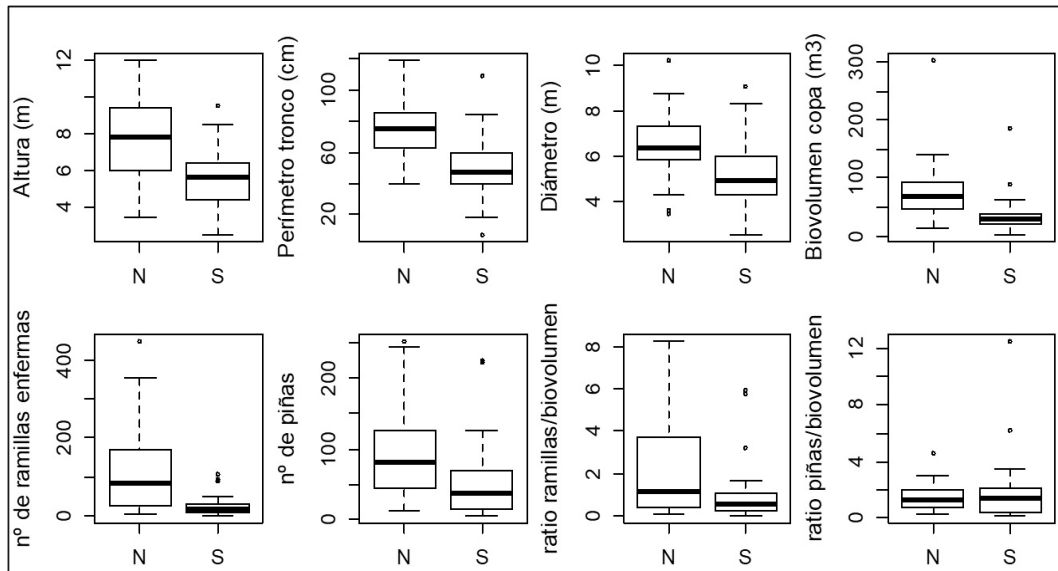 Altura (m)
12
8
6
4
N
S
Perímetro tronco (cm)
100
60
20
N
S
Diámetro (m)
10
8
6
4
N
S
Biovolumen copa (m3)
300
200
100
0
N
S
nº de ramillas enfermas
400
200
0
N
S
nº de piñas
200
100
0
N
S
ratio ramillas/biovolumen
8
6
4
2
0
N
S
ratio piñas/biovolumen
12
8
4
0
N
S